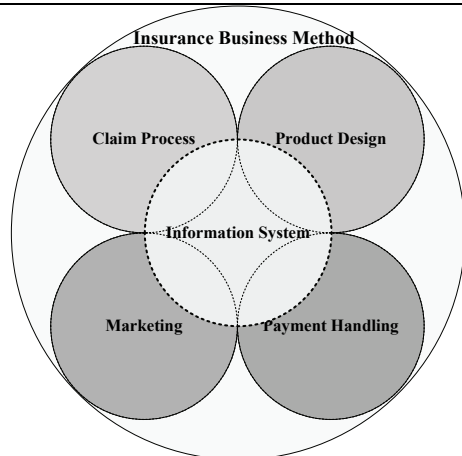 Insurance Business Method
Claim Process
Product Design
Information System
Marketing
Payment Handling